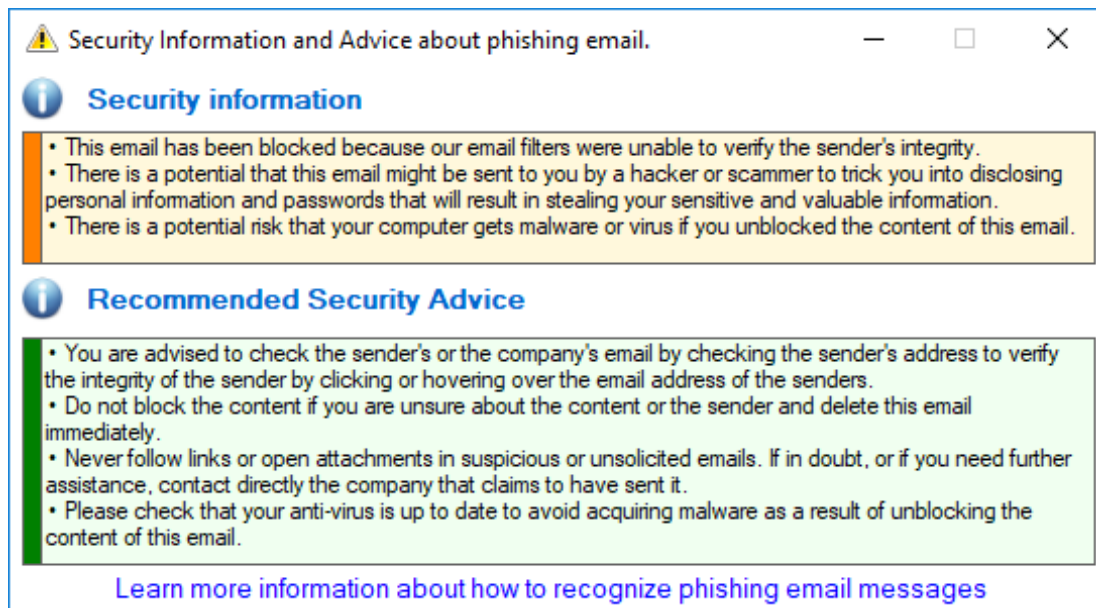 Security Information and Advice about phishing email.
Security information
• This email has been blocked because our email filters were unable to verify the sender's integrity.
• There is a potential that this email might be sent to you by a hacker or scammer to trick you into disclosing
personal information and passwords that will result in stealing your sensitive and valuable information.
• There is a potential risk that your computer gets malware or virus if you unblocked the content of this email.
Recommended Security Advice
• You are advised to check the sender's or the company's email by checking the sender's address to verify
the integrity of the sender by clicking or hovering over the email address of the senders.
• Do not block the content if you are unsure about the content or the sender and delete this email
immediately.
• Never follow links or open attachments in suspicious or unsolicited emails. If in doubt, or if you need further
assistance, contact directly the company that claims to have sent it.
• Please check that your anti-virus is up to date to avoid acquiring malware as a result of unblocking the
content of this email.
Learn more information about how to recognize phishing email messages